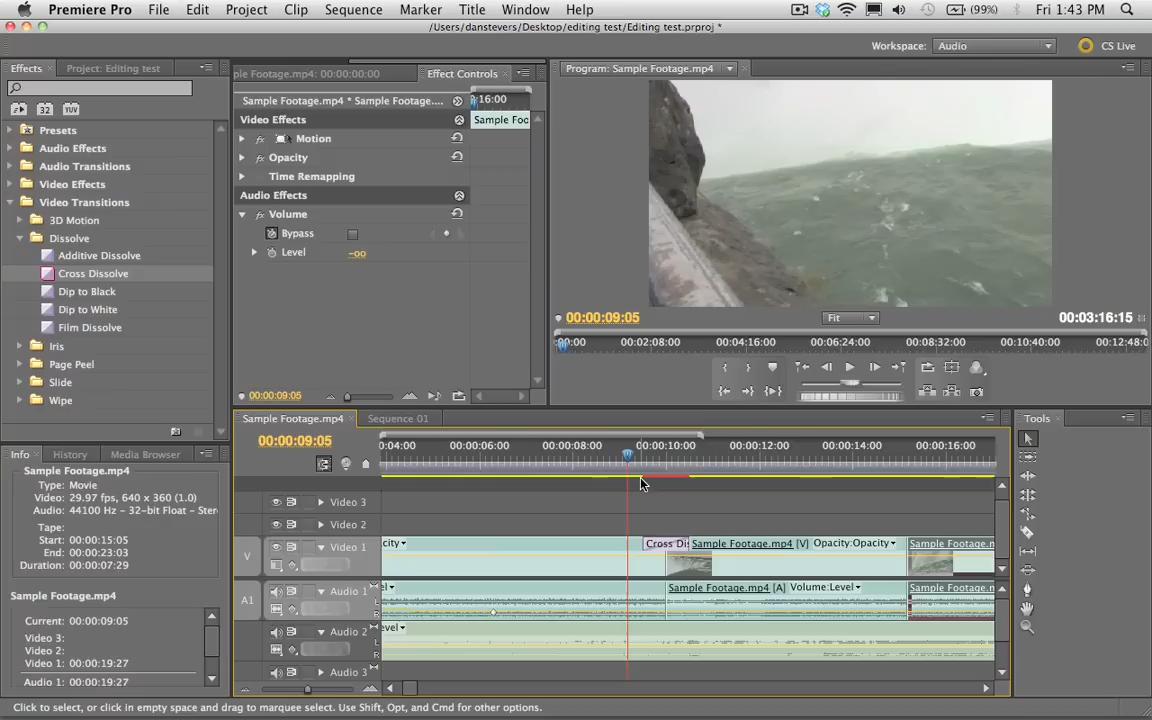 Premiere Pro File Edit Project Clip Sequence Marker Title Window Help (99%) Fri 1:43 PM
/Users/danstevers/Desktop/editing test/Editing test.prproj *
Workspace: Audio CS Live
Effects Project: Editing test
ple Footage.mp4: 00:00:00:00 Effect Controls
Program: Sample Footage.mp4
32 YUV
Presets
Audio Effects
Audio Transitions
Video Effects
Video Transitions
3D Motion
Dissolve
Additive Dissolve
Cross Dissolve
Dip to Black
Dip to White
Film Dissolve
Iris
Page Peel
Slide
Wipe
Sample Footage.mp4 * Sample Footage....
:16:00
Video Effects
Sample Foo
Motion
Opacity
Time Remapping
Audio Effects
Volume
Bypass
Level -oo
00:00:09:05
00:00:09:05 Fit 00:03:16:15
:00:00 00:02:08:00 00:04:16:00 00:06:24:00 00:08:32:00 00:10:40:00 00:12:48:0
Info History Media Browser
Sample Footage.mp4
Type: Movie
Video: 29.97 fps, 640 x 360 (1.0)
Audio: 44100 Hz - 32-bit Float - Stere
Tape:
Start: 00:00:15:05
End: 00:00:23:03
Duration: 00:00:07:29
Sample Footage.mp4
Current: 00:00:09:05
Video 3:
Video 2:
Video 1: 00:00:19:27
Audio 1: 00:00:19:27
Sample Footage.mp4 Sequence 01
00:00:09:05
0:04:00 00:00:06:00 00:00:08:00 00:00:10:00 00:00:12:00 00:00:14:00 00:00:16:00
Video 3
Video 2
V Video 1 city Cross Dis Sample Footage.mp4 [V] Opacity:Opacity Sample Footage.m
A1 Audio 1 el Sample Footage.mp4 [A] Volume:Level Sample Footage.m
L
R
Audio 2 evel
L
R
Audio 3
Tools
Click to select, or click in empty space and drag to marquee select. Use Shift, Opt, and Cmd for other options.